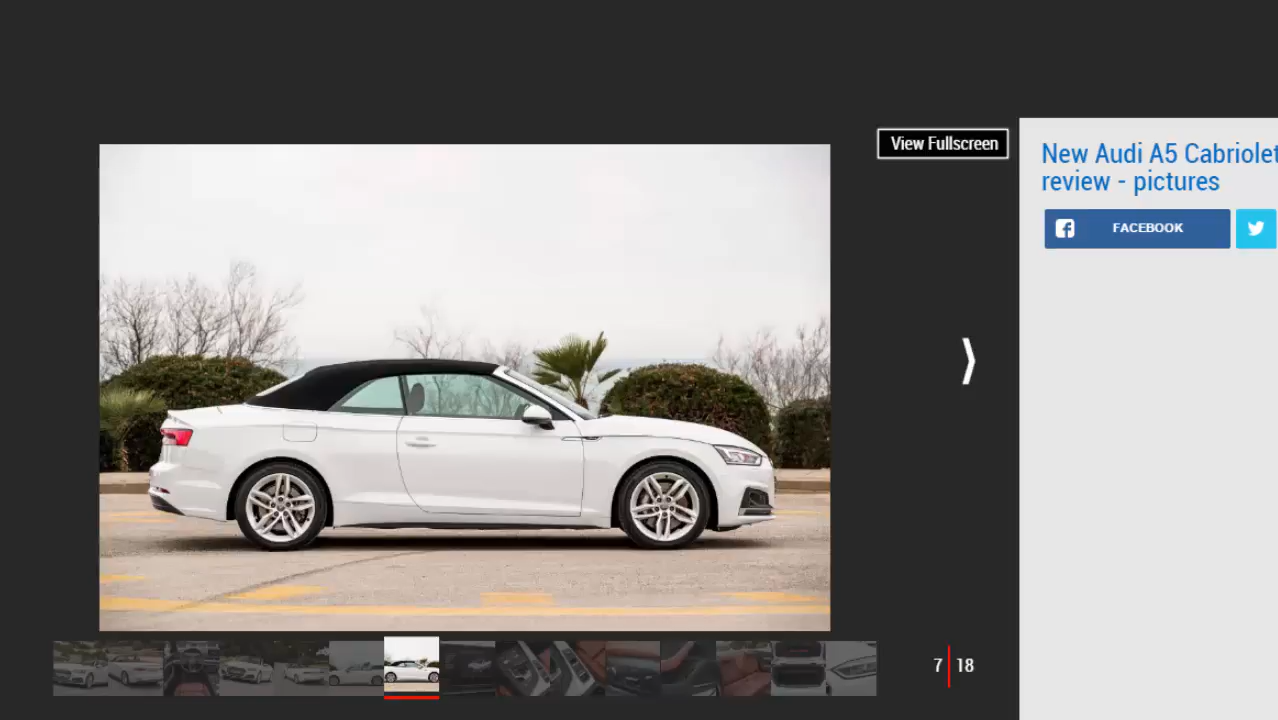 View Fullscreen
New Audi A5 Cabriolet
review - pictures
FACEBOOK
7 18